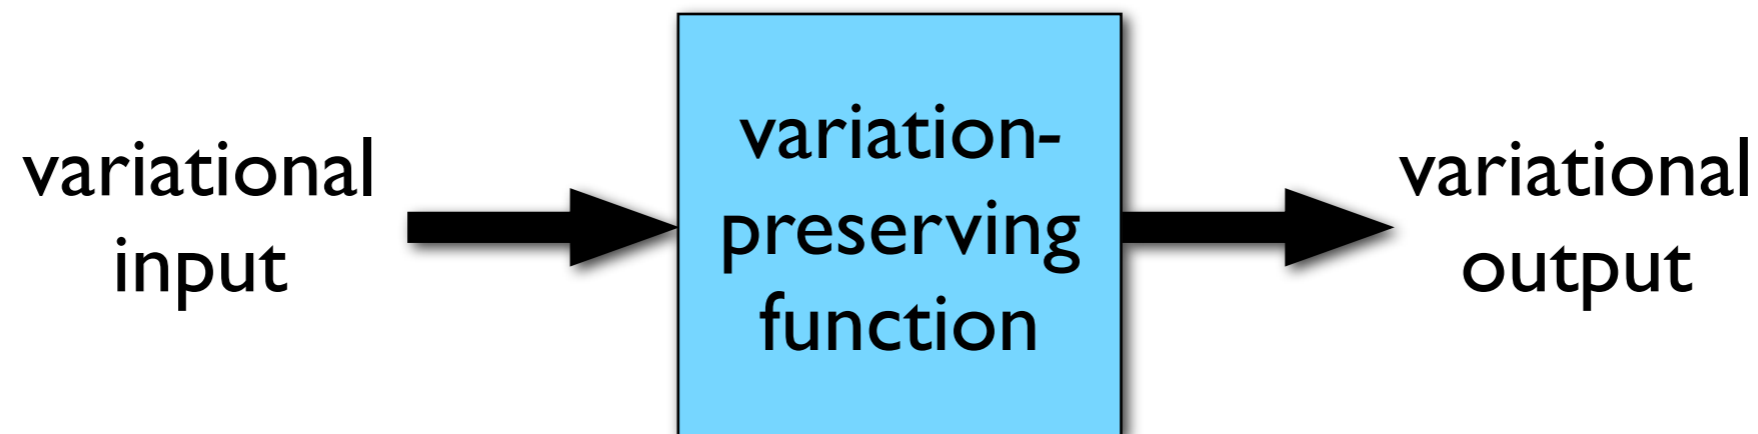 variational
input
variation-
preserving
function
variational
output